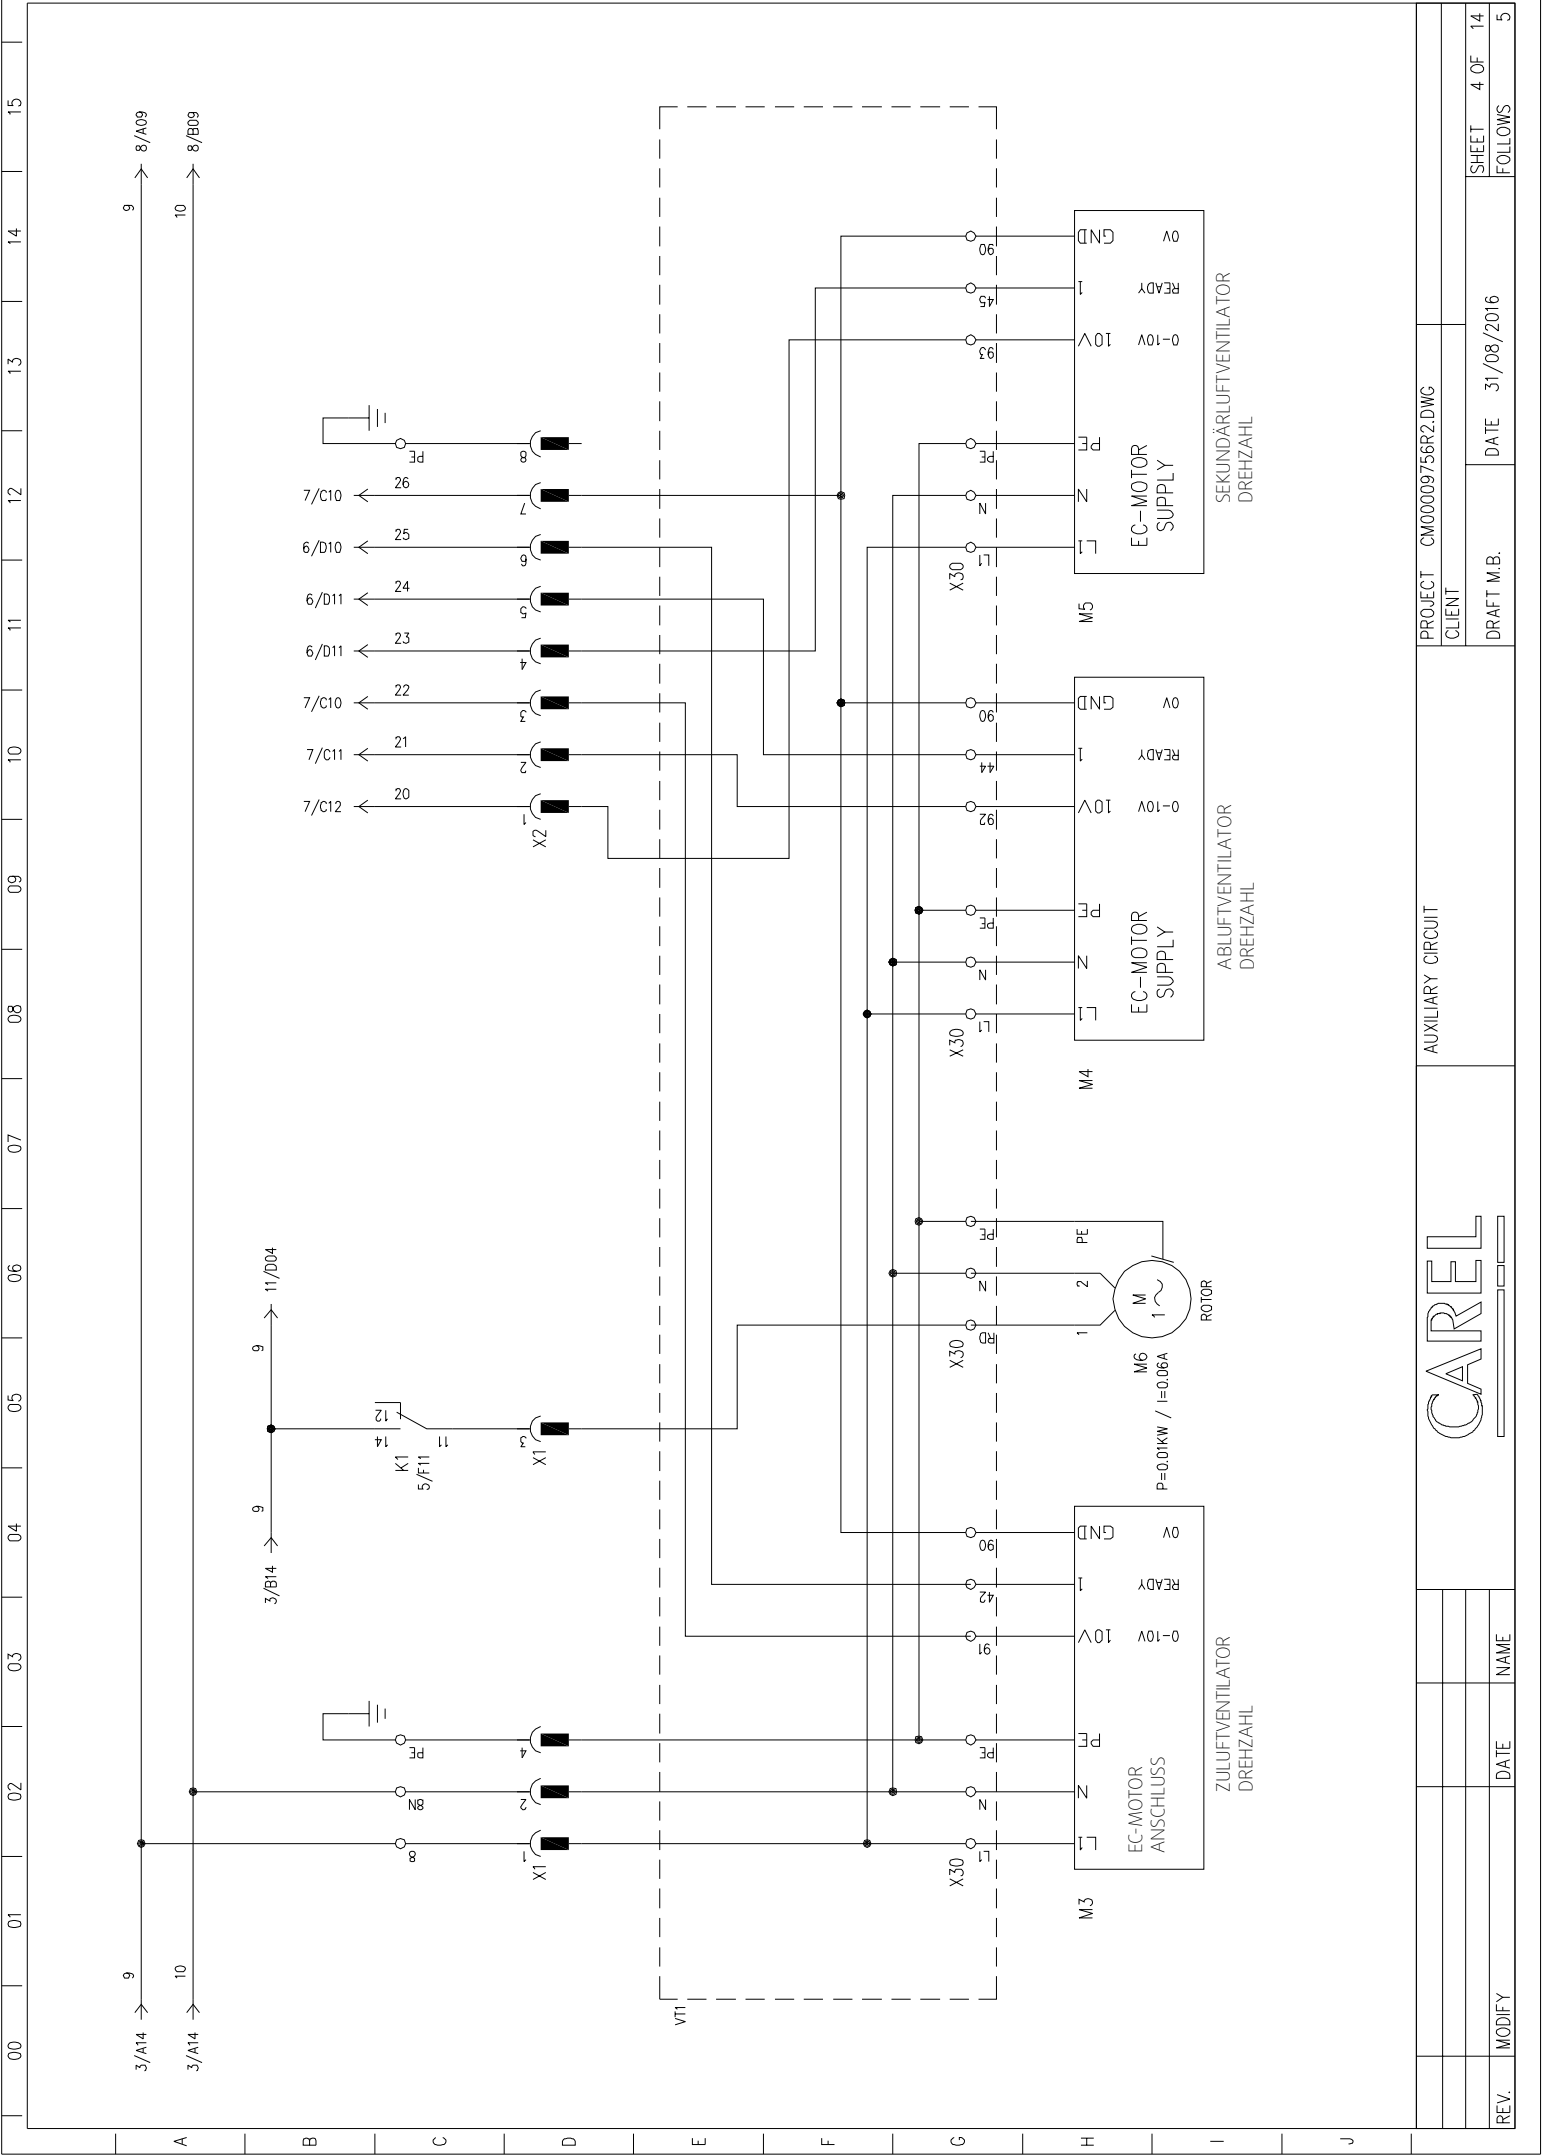 00 01 02 03 04 05 06 07 08 09 10 11 12 13 14 15
A
B
C
D
E
F
G
H
I
J
3/A14 9 9 8/A09
3/A14 10 10 8/B09
3/B14 9 9 11/D04
7/C12 7/C11 7/C10 6/D11 6/D11 6/D10 7/C10
20 21 22 23 24 25 26 PE
8 8N PE
K1 14 12
5/F11 11
X1 1 2 4
X1 3
X2 1 2 3 4 5 6 7 8
VT1
X30 L1 N PE 91 42 90
X30 RD N PE
X30 L1 N PE 92 44 90
X30 L1 N PE 93 45 90
M3
L1 N PE 10V 1 GND
EC-MOTOR
ANSCHLUSS
0-10V READY 0V
ZULUFTVENTILATOR
DREHZAHL
1 2 PE
M6
P=0.01KW / I=0.06A
M
1
ROTOR
M4
L1 N PE 10V 1 GND
EC-MOTOR
SUPPLY
0-10V READY 0V
ABLUFTVENTILATOR
DREHZAHL
M5
L1 N PE 10V 1 GND
EC-MOTOR
SUPPLY
0-10V READY 0V
SEKUNDÄRLUFTVENTILATOR
DREHZAHL
REV. MODIFY DATE NAME
CAREL
AUXILIARY CIRCUIT
PROJECT CM00009756R2.DWG
CLIENT
DRAFT M.B.
DATE 31/08/2016
SHEET 4 OF 14
FOLLOWS 5